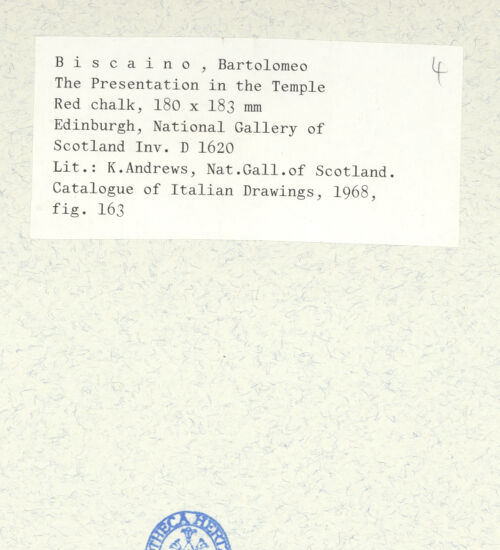 4
B i s c a i n o , Bartolomeo
The Presentation in the Temple
Red chalk, 180 x 183 mm
Edinburgh, National Gallery of
Scotland Inv. D 1620
Lit.: K.Andrews, Nat.Gall.of Scotland.
Catalogue of Italian Drawings, 1968,
fig. 163